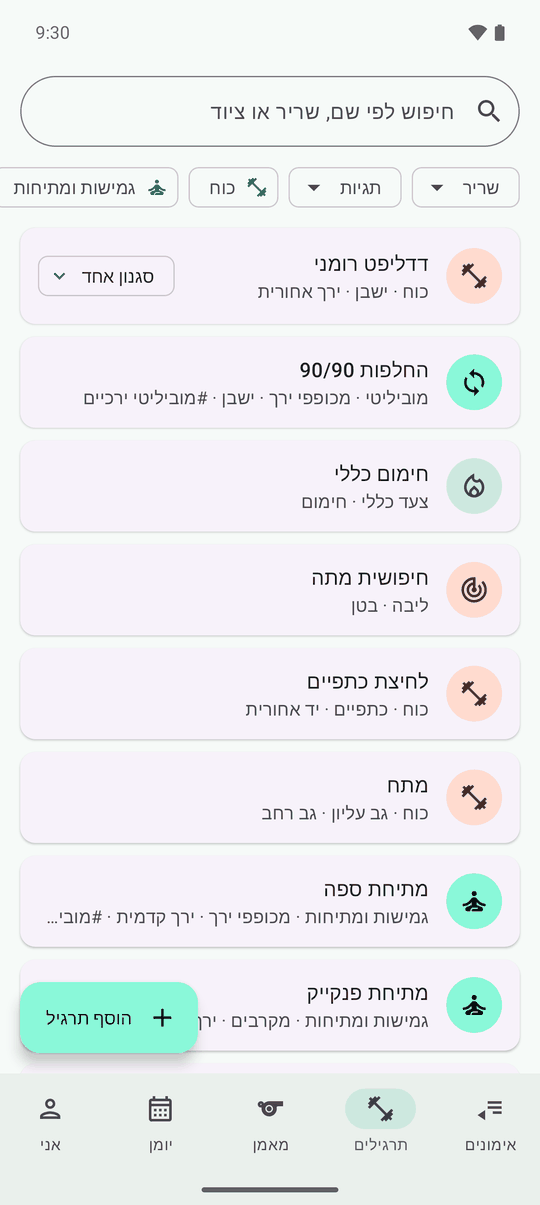 9:30
חיפוש לפי שם, שריר או ציוד
שריר
תגיות
כוח
גמישות ומתיחות
דדליפט רומני
כוח · ישבן · ירך אחורית
סגנון אחד
החלפות 90/90
מוביליטי · מכופפי ירך · ישבן · #מוביליטי ירכיים
חימום כללי
צעד כללי · חימום
חיפושית מתה
ליבה · בטן
לחיצת כתפיים
כוח · כתפיים · יד אחורית
מתח
כוח · גב עליון · גב רחב
מתיחת ספה
גמישות ומתיחות · מכופפי ירך · ירך קדמית · #מובי...
מתיחת פנקייק
גמישות ומתיחות · מקרבים · ירך
הוסף תרגיל
אימונים
תרגילים
מאמן
יומן
אני